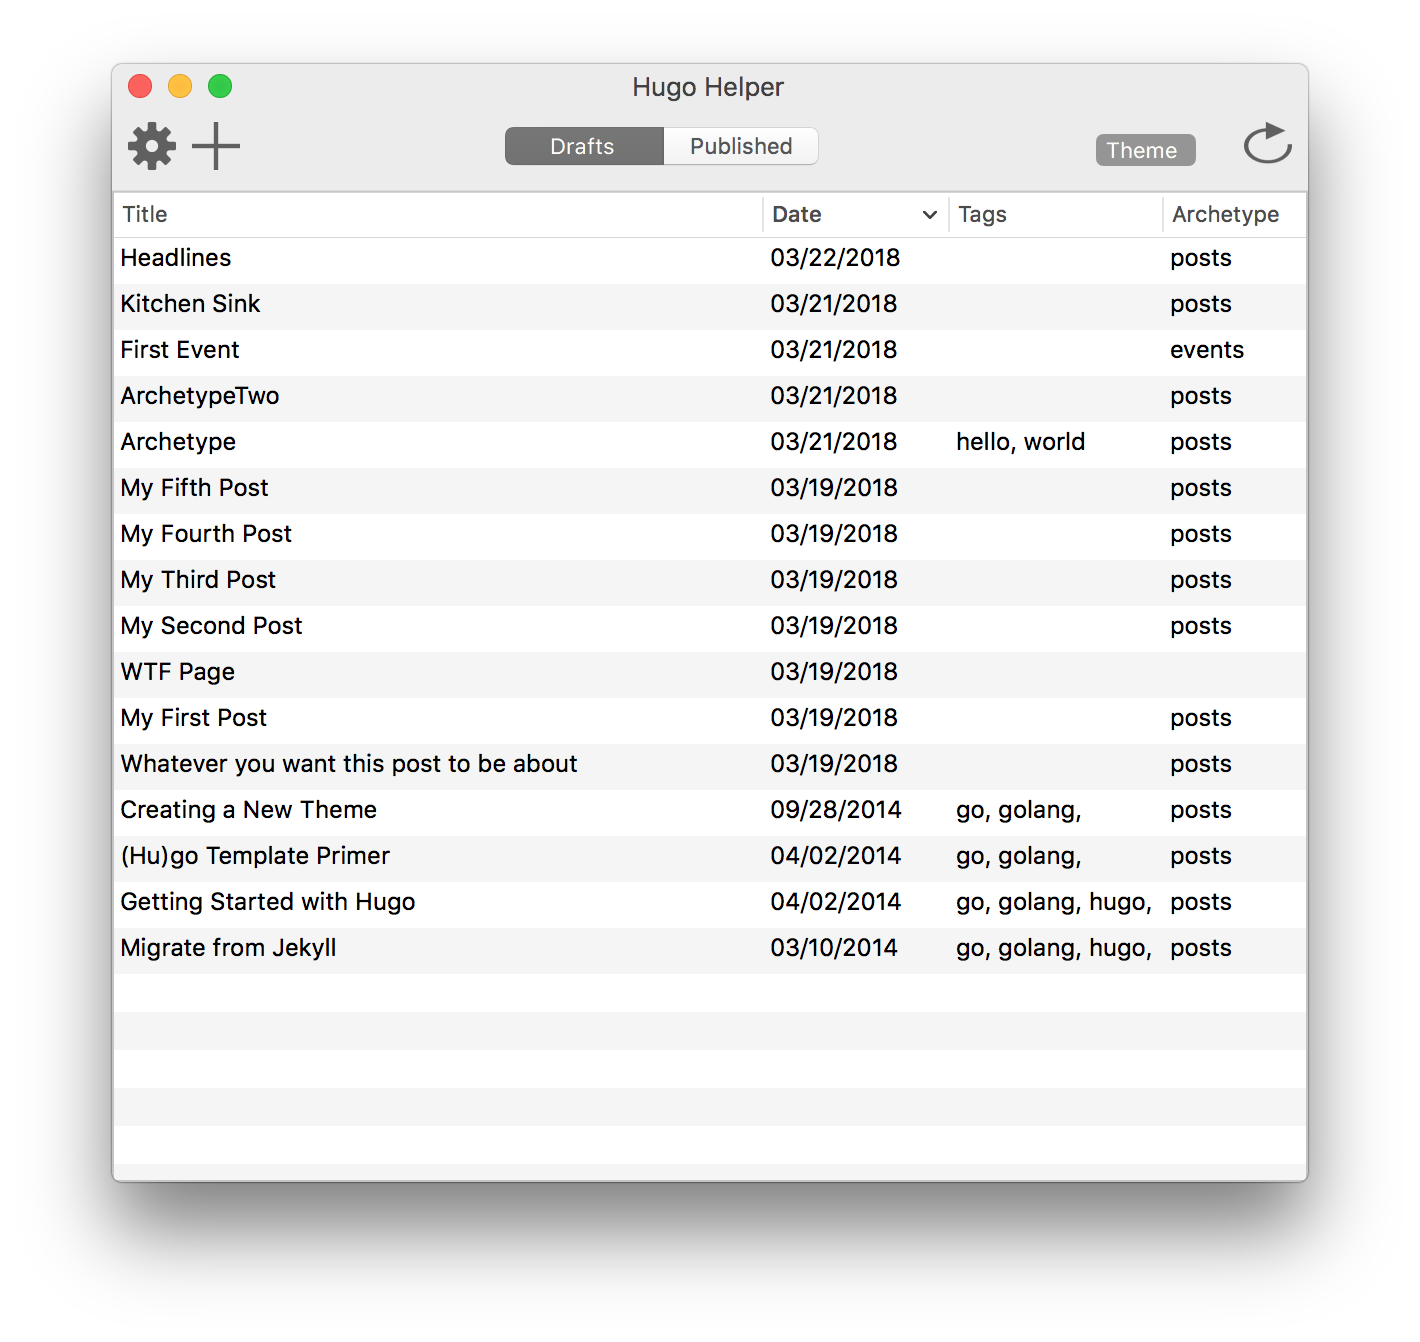 Hugo Helper
Drafts Published Theme
Title Date Tags Archetype
Headlines 03/22/2018 posts
Kitchen Sink 03/21/2018 posts
First Event 03/21/2018 events
ArchetypeTwo 03/21/2018 posts
Archetype 03/21/2018 hello, world posts
My Fifth Post 03/19/2018 posts
My Fourth Post 03/19/2018 posts
My Third Post 03/19/2018 posts
My Second Post 03/19/2018 posts
WTF Page 03/19/2018
My First Post 03/19/2018 posts
Whatever you want this post to be about 03/19/2018 posts
Creating a New Theme 09/28/2014 go, golang, posts
(Hu)go Template Primer 04/02/2014 go, golang, posts
Getting Started with Hugo 04/02/2014 go, golang, hugo, posts
Migrate from Jekyll 03/10/2014 go, golang, hugo, posts